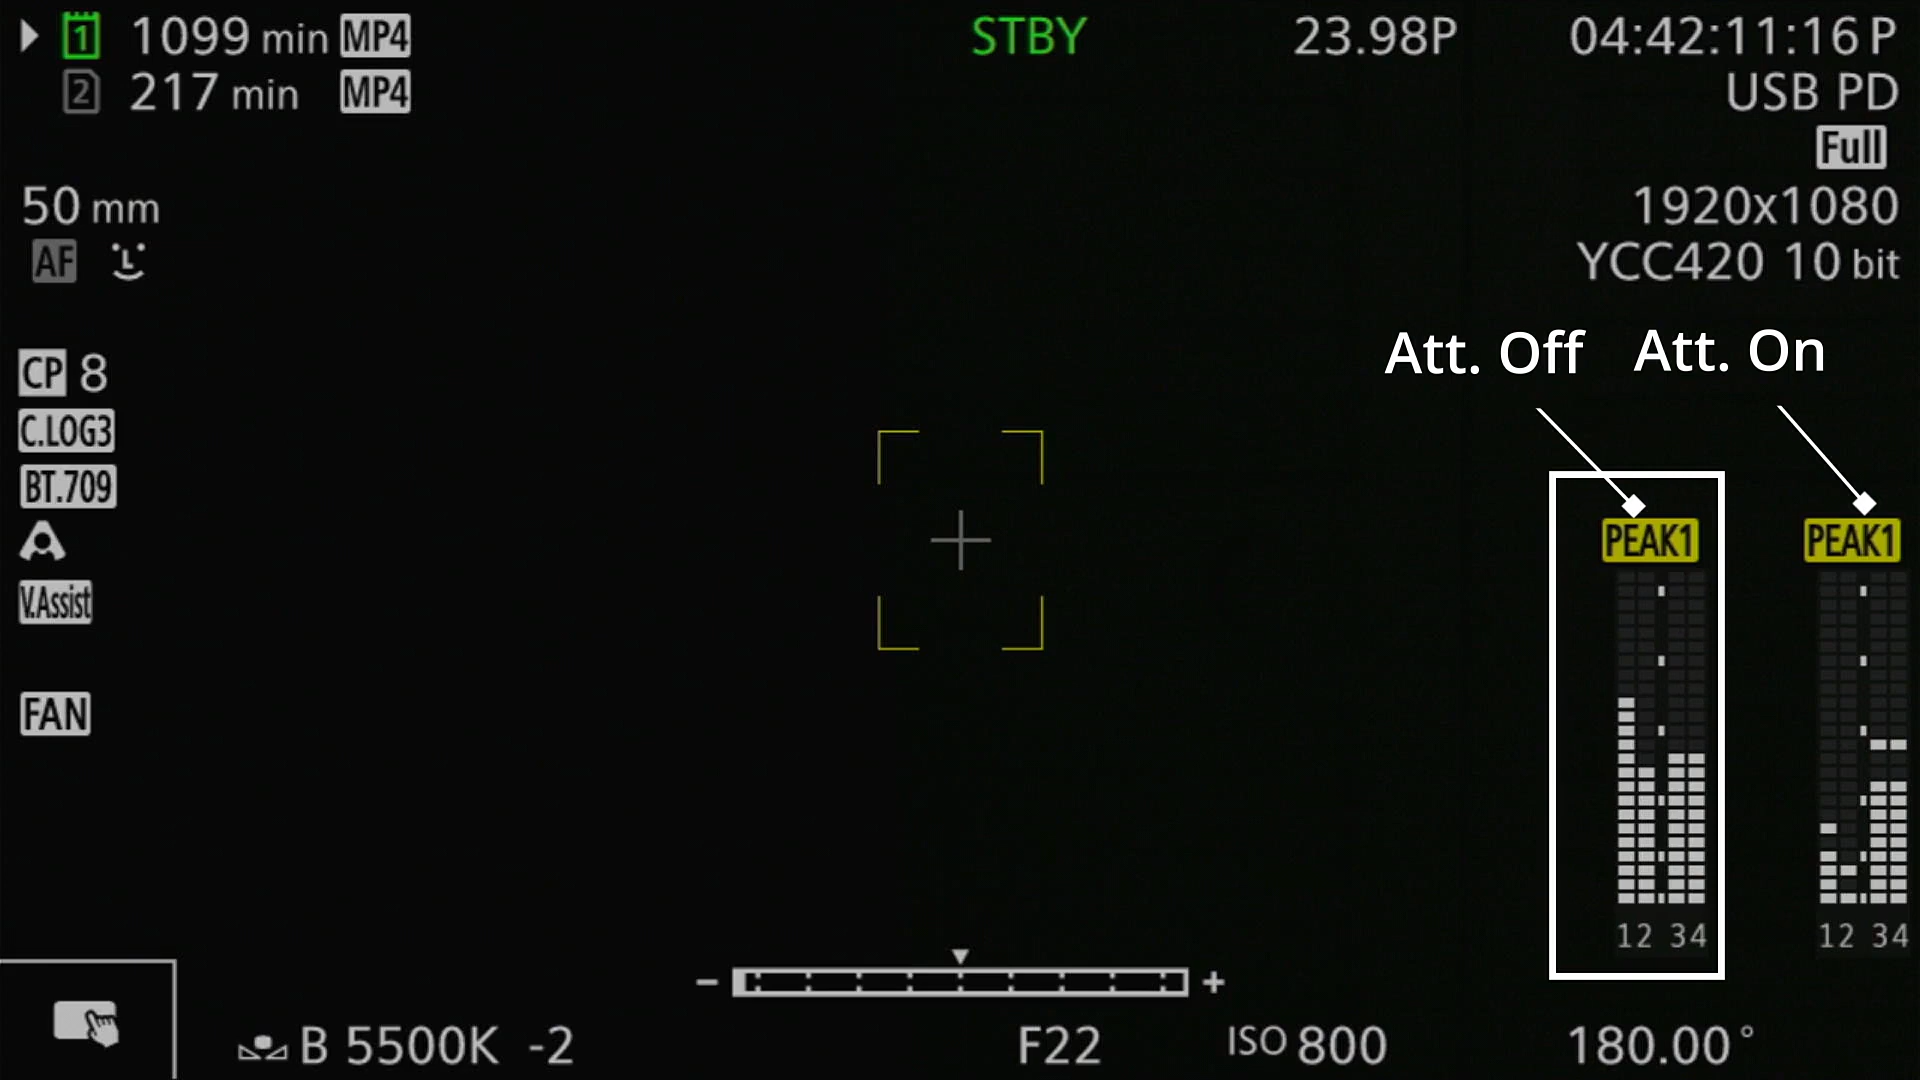 1 1099 min MP4
STBY
23.98P
04:42:11:16 P
2 217 min MP4
USB PD
Full
50 mm
1920x1080
AF L
YCC420 10 bit
Att. Off
Att. On
CP 8
C.LOG3
BT.709
A
V.Assist
PEAK1
PEAK1
FAN
12 34
12 34
− +
B 5500K -2
F22
ISO 800
180.00°